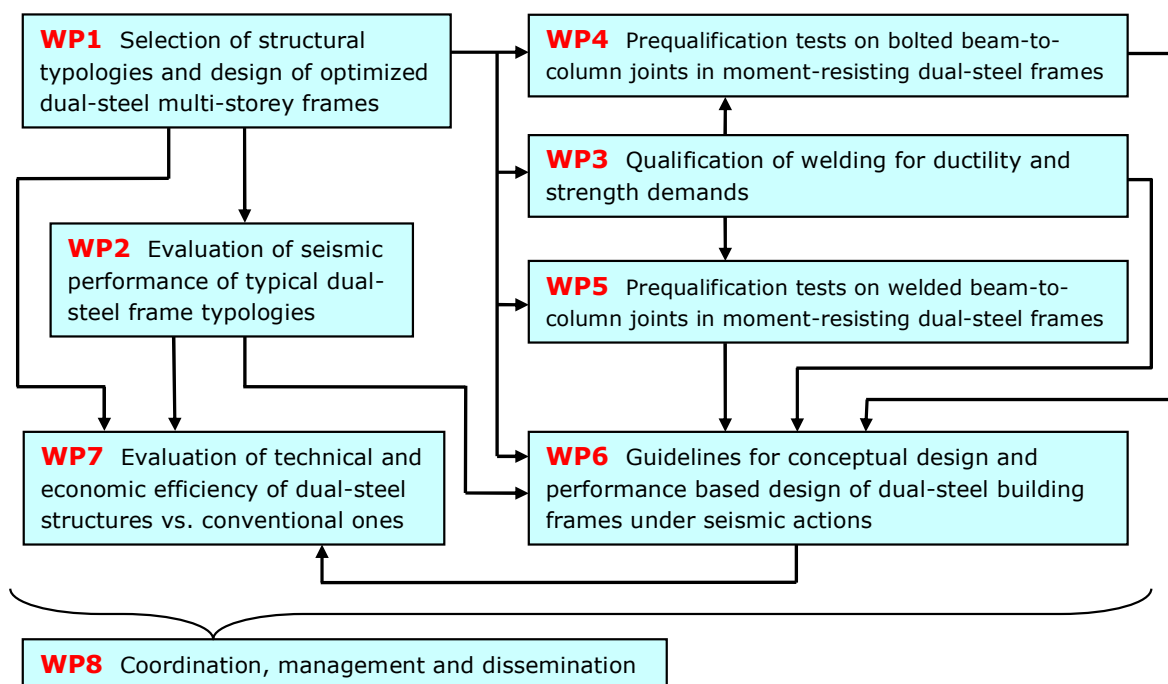 WP1 Selection of structural
typologies and design of optimized
dual-steel multi-storey frames
WP4 Prequalification tests on bolted beam-to-
column joints in moment-resisting dual-steel frames
WP3 Qualification of welding for ductility and
strength demands
WP2 Evaluation of seismic
performance of typical dual-
steel frame typologies
WP5 Prequalification tests on welded beam-to-
column joints in moment-resisting dual-steel frames
WP7 Evaluation of technical and
economic efficiency of dual-steel
structures vs. conventional ones
WP6 Guidelines for conceptual design and
performance based design of dual-steel building
frames under seismic actions
WP8 Coordination, management and dissemination